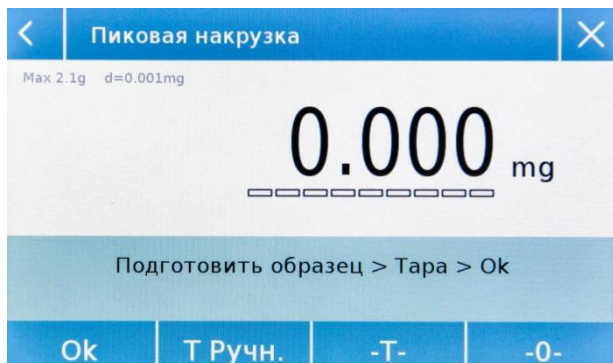 < Пиковая накрузка X
Max 2.1g d=0.001mg
0.000 mg
Подготовить образец > Тара > Ok
Ok Т Ручн. -T- -0-